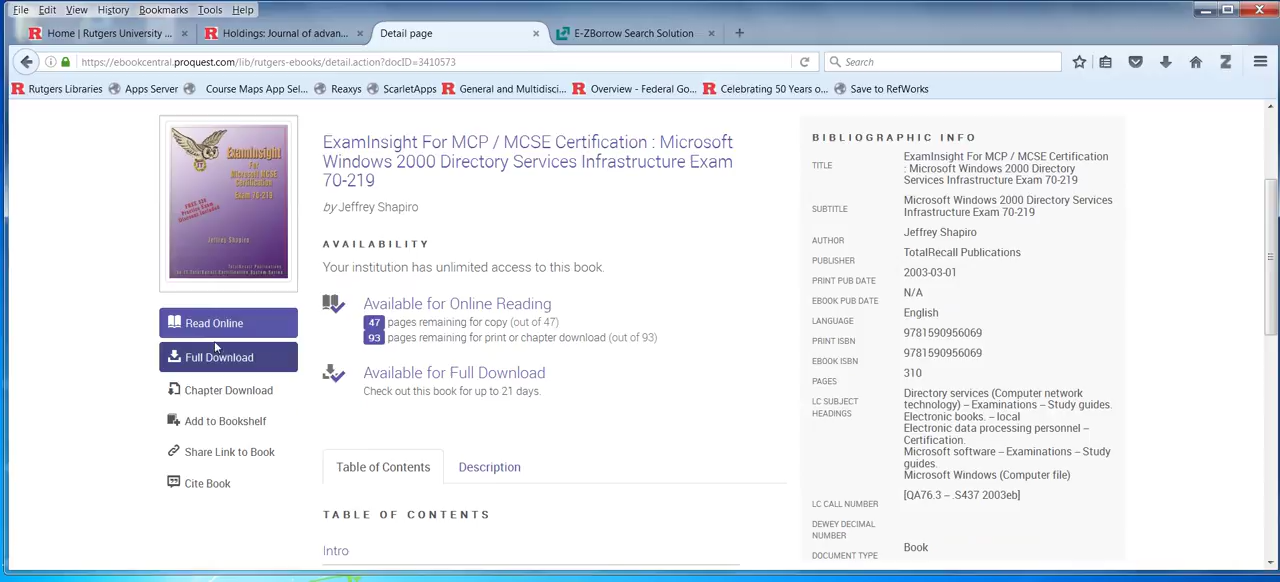 File Edit View History Bookmarks Tools Help
Home | Rutgers University ... × Holdings: Journal of advan... × Detail page × E-ZBorrow Search Solution × +
https://ebookcentral.proquest.com/lib/rutgers-ebooks/detail.action?docID=3410573 Search
Rutgers Libraries Apps Server Course Maps App Sel... Reaxys ScarletApps General and Multidisci... Overview - Federal Go... Celebrating 50 Years o... Save to RefWorks
ExamInsight
For
Microsoft MCSE
Certification
Exam 70-219
Jeffrey Shapiro
Read Online
Full Download
Chapter Download
Add to Bookshelf
Share Link to Book
Cite Book
ExamInsight For MCP / MCSE Certification : Microsoft
Windows 2000 Directory Services Infrastructure Exam
70-219
by Jeffrey Shapiro
AVAILABILITY
Your institution has unlimited access to this book.
Available for Online Reading
47 pages remaining for copy (out of 47)
93 pages remaining for print or chapter download (out of 93)
Available for Full Download
Check out this book for up to 21 days.
Table of Contents Description
TABLE OF CONTENTS
Intro
BIBLIOGRAPHIC INFO
TITLE
SUBTITLE
AUTHOR
PUBLISHER
PRINT PUB DATE
EBOOK PUB DATE
LANGUAGE
PRINT ISBN
EBOOK ISBN
PAGES
LC SUBJECT
HEADINGS
LC CALL NUMBER
DEWEY DECIMAL
NUMBER
DOCUMENT TYPE
ExamInsight For MCP / MCSE Certification
: Microsoft Windows 2000 Directory
Services Infrastructure Exam 70-219
Microsoft Windows 2000 Directory Services
Infrastructure Exam 70-219
Jeffrey Shapiro
TotalRecall Publications
2003-03-01
N/A
English
9781590956069
9781590956069
310
Directory services (Computer network
technology) -- Examinations -- Study guides.
Electronic books. -- local
Electronic data processing personnel --
Certification.
Microsoft software -- Examinations -- Study
guides.
Microsoft Windows (Computer file)
[QA76.3 -- .S437 2003eb]
Book